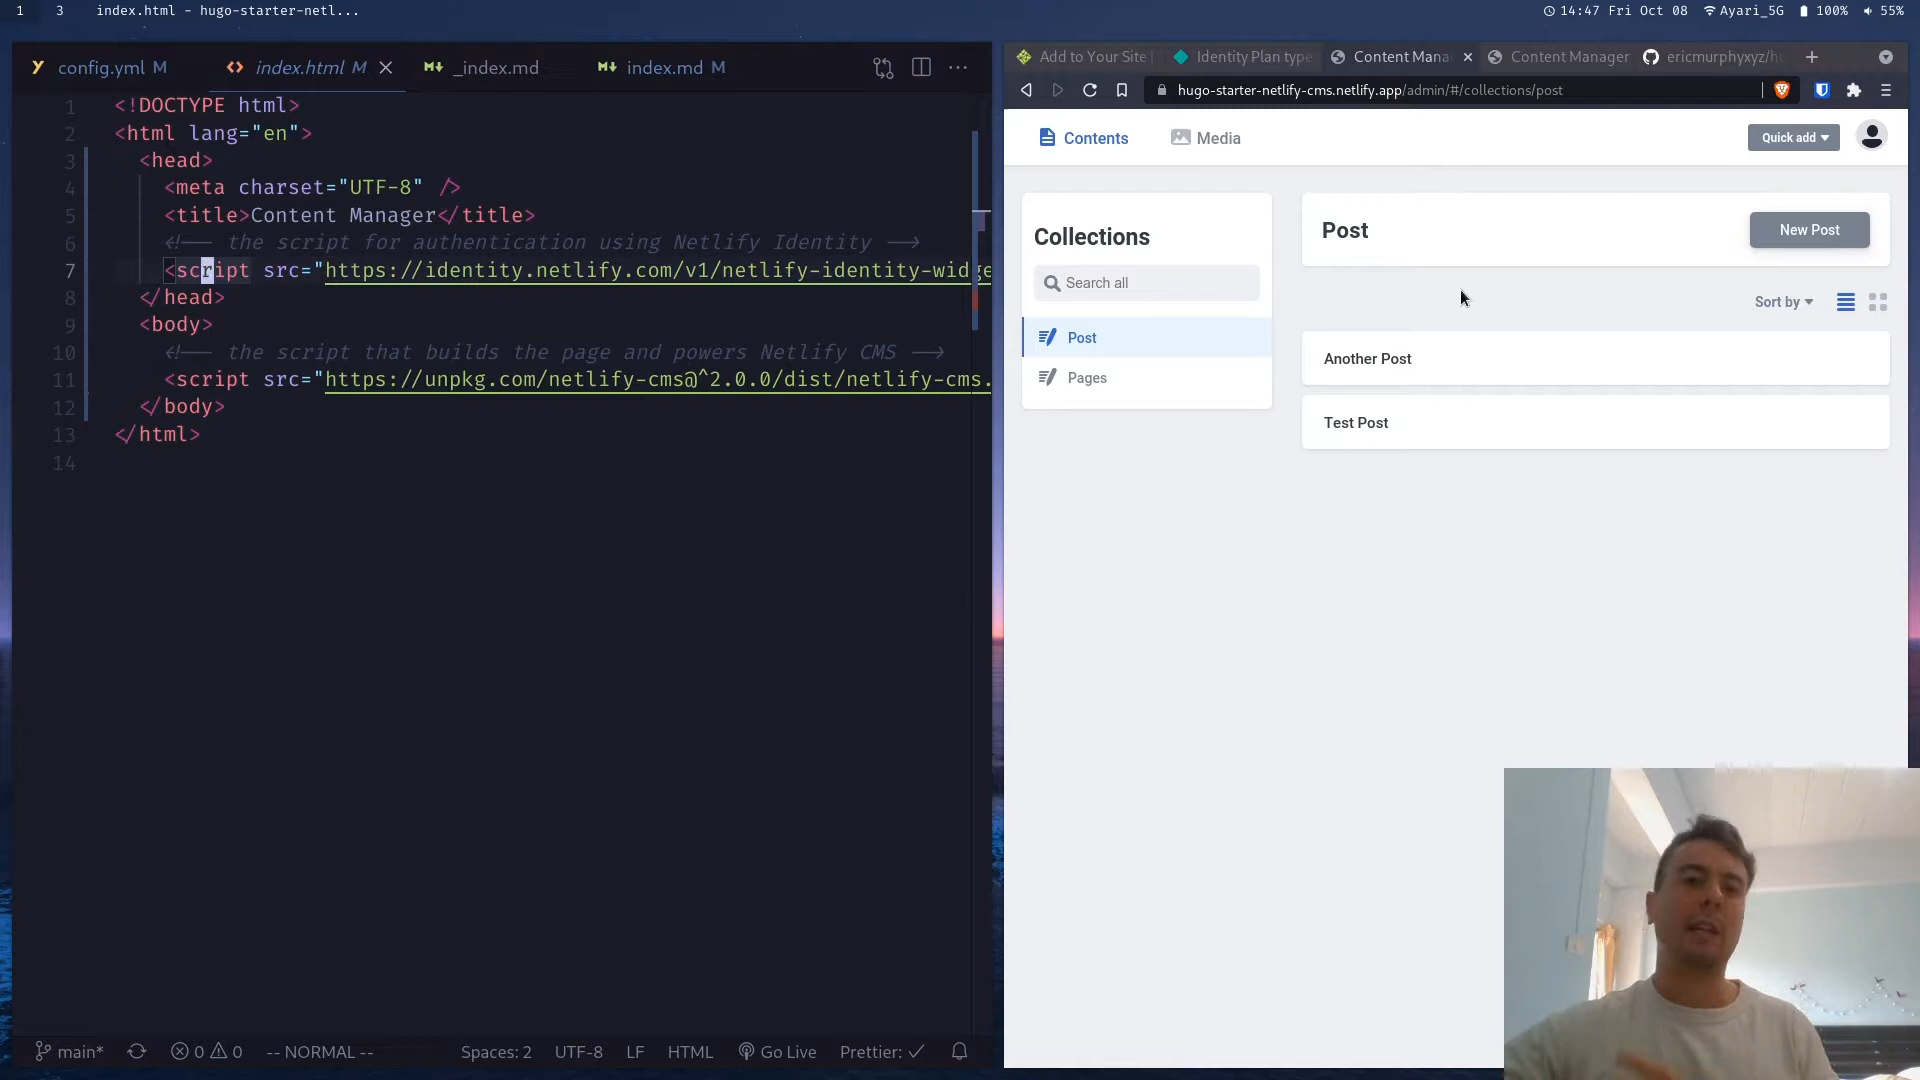 1 3 index.html - hugo-starter-netl...
14:47 Fri Oct 08 Ayari_5G 100% 55%
config.yml M index.html M _index.md index.md M
1 <!DOCTYPE html>
2 <html lang="en">
3 <head>
4 <meta charset="UTF-8" />
5 <title>Content Manager</title>
6 <!-- the script for authentication using Netlify Identity -->
7 <script src="https://identity.netlify.com/v1/netlify-identity-widge
8 </head>
9 <body>
10 <!-- the script that builds the page and powers Netlify CMS -->
11 <script src="https://unpkg.com/netlify-cms@^2.0.0/dist/netlify-cms.
12 </body>
13 </html>
14
main* 0 0 -- NORMAL -- Spaces: 2 UTF-8 LF HTML Go Live Prettier: ✓
Add to Your Site Identity Plan type Content Mana Content Manager ericmurphyxyz/hu
hugo-starter-netlify-cms.netlify.app/admin/#/collections/post
Contents Media Quick add
Collections
Search all
Post
Pages
Post
New Post
Sort by
Another Post
Test Post